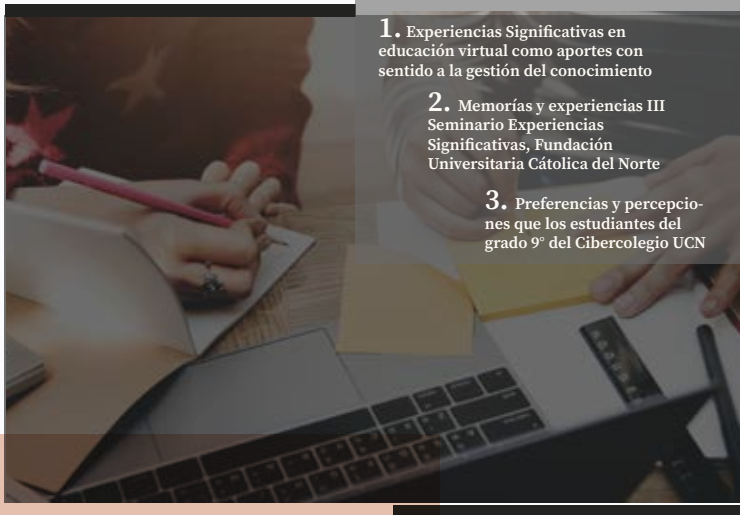 1. Experiencias Significativas en
educación virtual como aportes con
sentido a la gestión del conocimiento
2. Memorías y experiencias III
Seminario Experiencias
Significativas, Fundación
Universitaria Cátolica del Norte
3. Preferencias y percepcio-
nes que los estudiantes del
grado 9° del Cibercolegio UCN